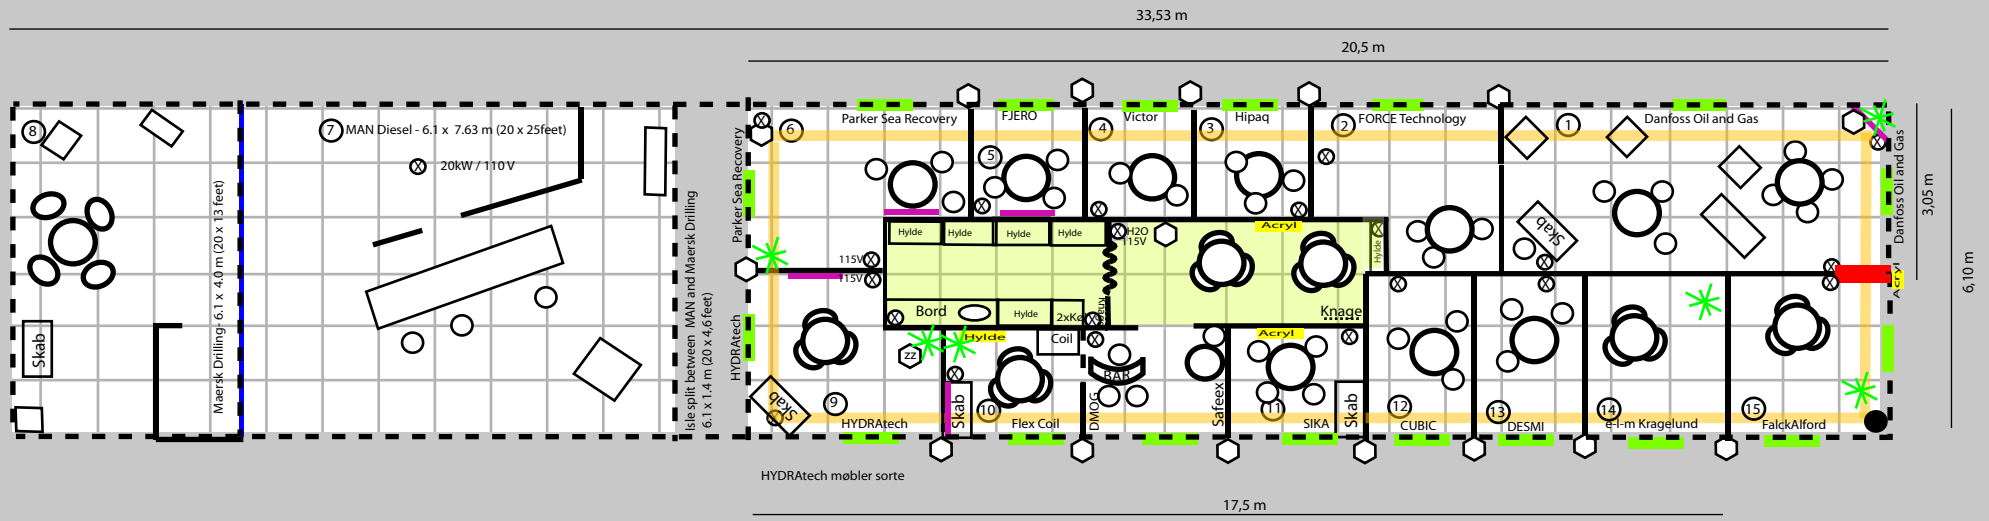 33,53 m
20,5 m
8
7 MAN Diesel - 6.1 x 7.63 m (20 x 25feet)
20kW / 110 V
Maersk Drilling- 6.1 x 4.0 m (20 x 13 feet)
Skab
Isle split between MAN and Maersk Drilling
6.1 x 1.4 m (20 x 4,6 feet)
Parker Sea Recovery
HYDRAtech
6
Parker Sea Recovery
FJERO
5
4
Victor
3
Hipaq
2
FORCE Technology
1
Danfoss Oil and Gas
Danfoss Oil and Gas
Acryl
3,05 m
6,10 m
Skab
Hylde
Hylde
Hylde
Hylde
H2O
115V
Acryl
Hylde
115V
115V
Bord
Hylde
2xKø
Knage
Knage
Hylde
Coil
Acryl
zz
BAR
Skab
9
HYDRAtech
Skab
10
Flex Coil
DMOG
Safeex
11
SIKA
Skab
12
CUBIC
13
DESMI
14
e-l-m Kragelund
15
FalckAlford
HYDRAtech møbler sorte
17,5 m